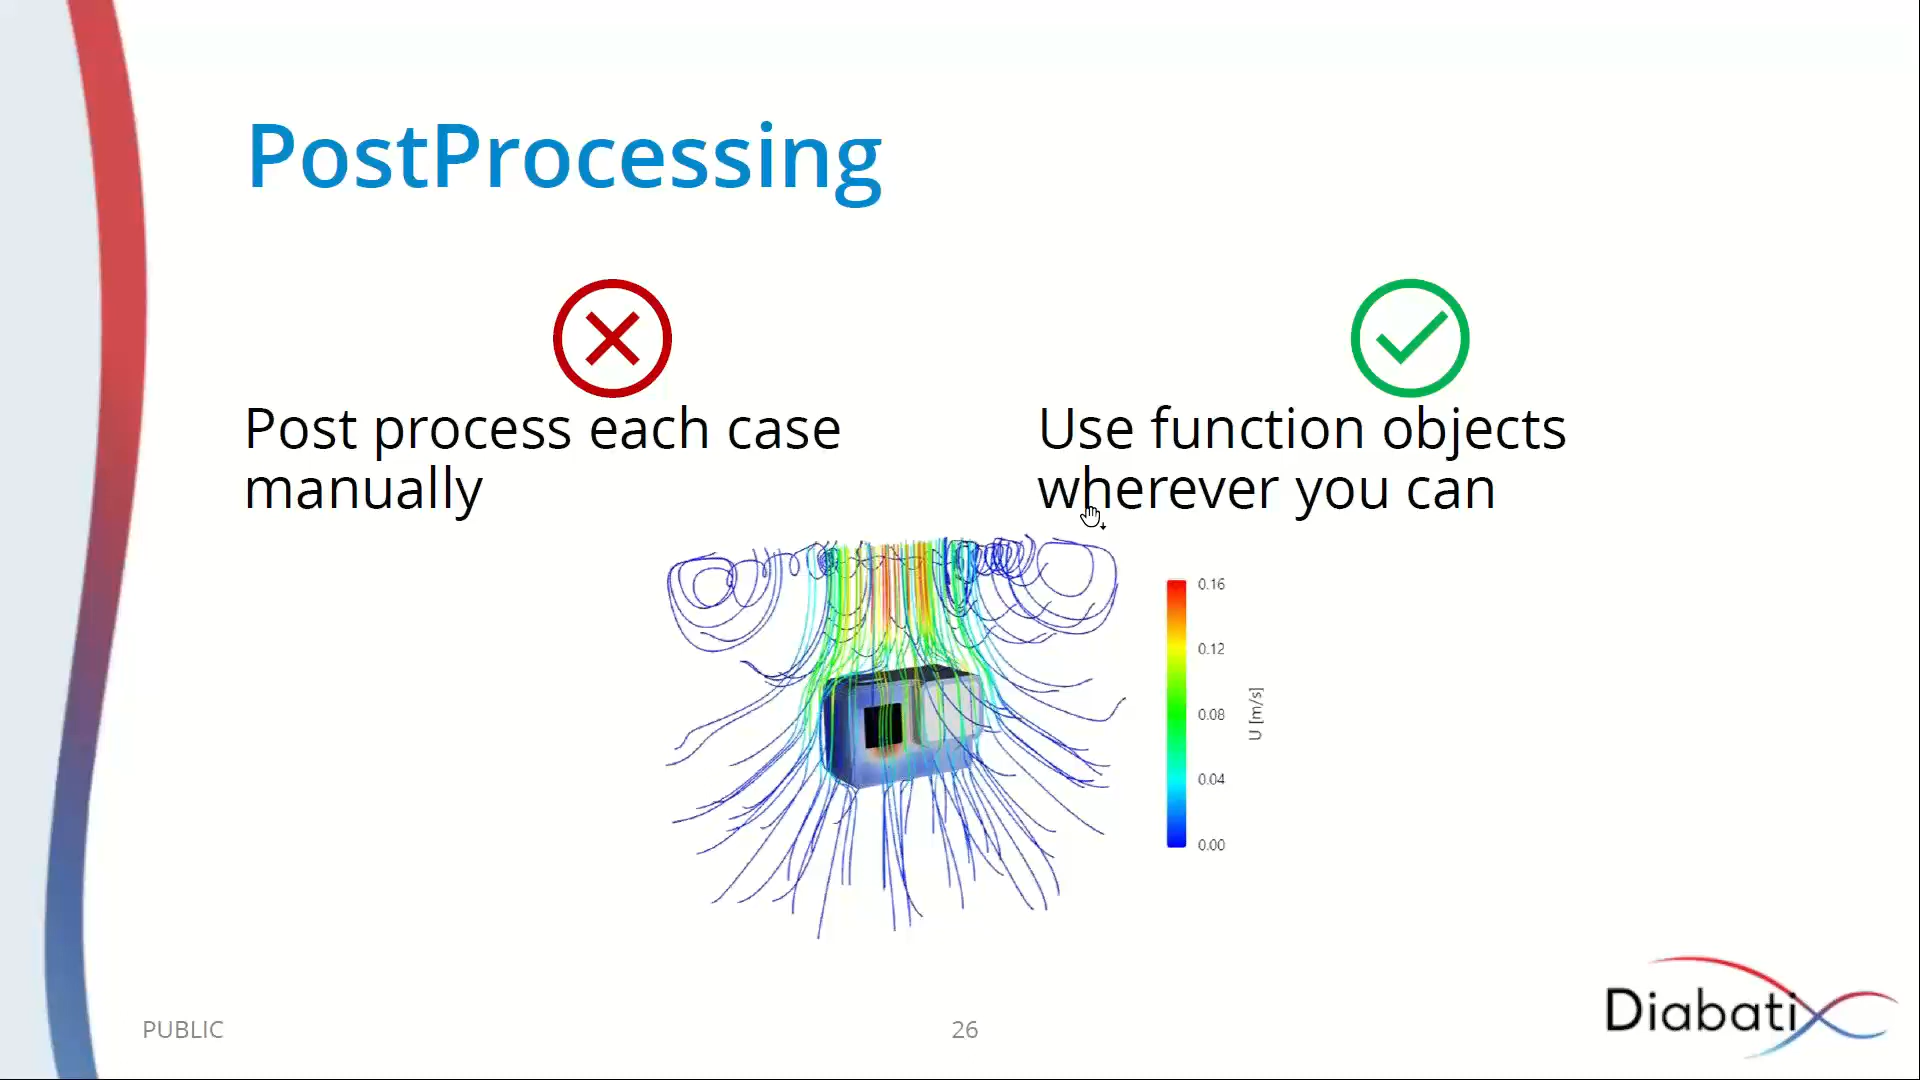 PostProcessing
Post process each case
manually
Use function objects
wherever you can
0.16
0.12
0.08
0.04
0.00
U [m/s]
PUBLIC
26
Diabatix